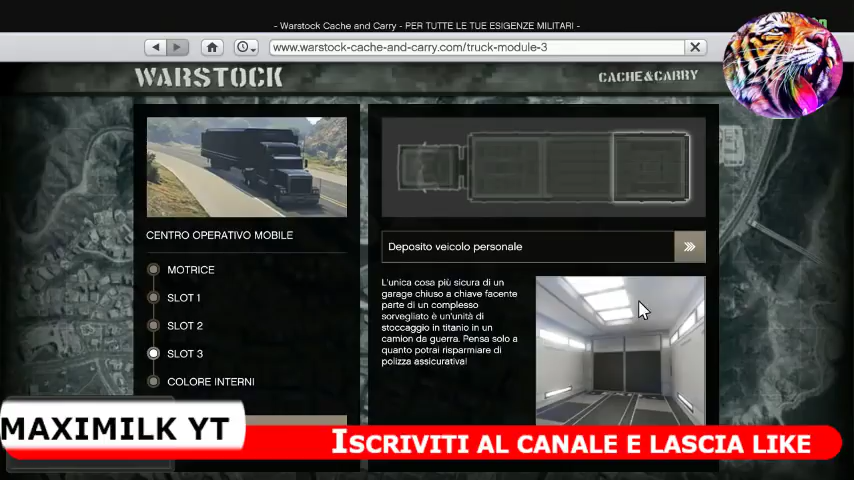 - Warstock Cache and Carry - PER TUTTE LE TUE ESIGENZE MILITARI -
www.warstock-cache-and-carry.com/truck-module-3
WARSTOCK
CACHE&CARRY
CENTRO OPERATIVO MOBILE
MOTRICE
SLOT 1
SLOT 2
SLOT 3
COLORE INTERNI
Deposito veicolo personale
L'unica cosa più sicura di un
garage chiuso a chiave facente
parte di un complesso
sorvegliato è un'unità di
stoccaggio in titanio in un
camion da guerra. Pensa solo a
quanto potrai risparmiare di
polizza assicurativa!
MAXIMILK YT
ISCRIVITI AL CANALE E LASCIA LIKE